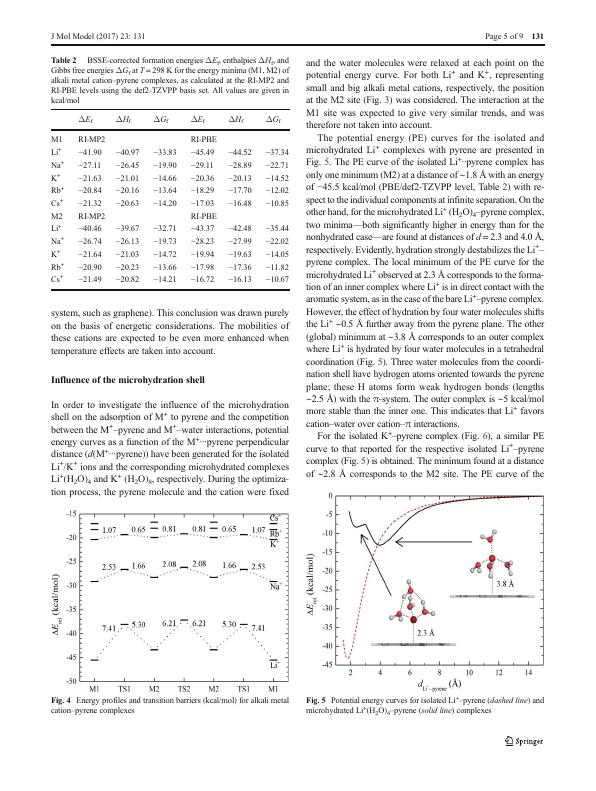 J Mol Model (2017) 23: 131
Page 5 of 9 131
Table 2 BSSE-corrected formation energies ΔEf, enthalpies ΔHf, and
Gibbs free energies ΔGf at T = 298 K for the energy minima (M1, M2) of
alkali metal cation–pyrene complexes, as calculated at the RI-MP2 and
RI-PBE levels using the def2-TZVPP basis set. All values are given in
kcal/mol
ΔEf ΔHf ΔGf ΔEf ΔHf ΔGf
M1 RI-MP2 RI-PBE
Li+ −41.90 −40.97 −33.83 −45.49 −44.52 −37.34
Na+ −27.11 −26.45 −19.90 −29.11 −28.89 −22.71
K+ −21.63 −21.01 −14.66 −20.36 −20.13 −14.52
Rb+ −20.84 −20.16 −13.64 −18.29 −17.70 −12.02
Cs+ −21.32 −20.63 −14.20 −17.03 −16.48 −10.85
M2 RI-MP2 RI-PBE
Li+ −40.46 −39.67 −32.71 −43.37 −42.48 −35.44
Na+ −26.74 −26.13 −19.73 −28.23 −27.99 −22.02
K+ −21.64 −21.03 −14.72 −19.94 −19.63 −14.05
Rb+ −20.90 −20.23 −13.66 −17.98 −17.36 −11.82
Cs+ −21.49 −20.82 −14.21 −16.72 −16.13 −10.67
system, such as graphene). This conclusion was drawn purely
on the basis of energetic considerations. The mobilities of
these cations are expected to be even more enhanced when
temperature effects are taken into account.
Influence of the microhydration shell
In order to investigate the influence of the microhydration
shell on the adsorption of M+ to pyrene and the competition
between the M+–pyrene and M+–water interactions, potential
energy curves as a function of the M+···pyrene perpendicular
distance (d(M+···pyrene)) have been generated for the isolated
Li+/K+ ions and the corresponding microhydrated complexes
Li+(H2O)4 and K+ (H2O)8, respectively. During the optimiza-
tion process, the pyrene molecule and the cation were fixed
and the water molecules were relaxed at each point on the
potential energy curve. For both Li+ and K+, representing
small and big alkali metal cations, respectively, the position
at the M2 site (Fig. 3) was considered. The interaction at the
M1 site was expected to give very similar trends, and was
therefore not taken into account.
The potential energy (PE) curves for the isolated and
microhydrated Li+ complexes with pyrene are presented in
Fig. 5. The PE curve of the isolated Li+···pyrene complex has
only one minimum (M2) at a distance of ~1.8 Å with an energy
of −45.5 kcal/mol (PBE/def2-TZVPP level, Table 2) with re-
spect to the individual components at infinite separation. On the
other hand, for the microhydrated Li+ (H2O)4–pyrene complex,
two minima—both significantly higher in energy than for the
nonhydrated case—are found at distances of d = 2.3 and 4.0 Å,
respectively. Evidently, hydration strongly destabilizes the Li+–
pyrene complex. The local minimum of the PE curve for the
microhydrated Li+ observed at 2.3 Å corresponds to the forma-
tion of an inner complex where Li+ is in direct contact with the
aromatic system, as in the case of the bare Li+–pyrene complex.
However, the effect of hydration by four water molecules shifts
the Li+ ~0.5 Å further away from the pyrene plane. The other
(global) minimum at ~3.8 Å corresponds to an outer complex
where Li+ is hydrated by four water molecules in a tetrahedral
coordination (Fig. 5). Three water molecules from the coordi-
nation shell have hydrogen atoms oriented towards the pyrene
plane; these H atoms form weak hydrogen bonds (lengths
~2.5 Å) with the π-system. The outer complex is ~5 kcal/mol
more stable than the inner one. This indicates that Li+ favors
cation–water over cation–π interactions.
For the isolated K+–pyrene complex (Fig. 6), a similar PE
curve to that reported for the respective isolated Li+–pyrene
complex (Fig. 5) is obtained. The minimum found at a distance
of ~2.8 Å corresponds to the M2 site. The PE curve of the
-15
-20
-25
-30
-35
-40
-45
-50
ΔErel (kcal/mol)
Cs+
1.07 0.65 0.81 0.81 0.65 1.07 Rb+
K+
2.53 1.66 2.08 2.08 1.66 2.53
Na+
7.41 5.30 6.21 6.21 5.30 7.41
Li+
M1 TS1 M2 TS2 M2 TS1 M1
Fig. 4 Energy profiles and transition barriers (kcal/mol) for alkali metal
cation–pyrene complexes
0
-5
-10
-15
-20
-25
-30
-35
-40
-45
ΔErel (kcal/mol)
3.8 Å
2.3 Å
2 4 6 8 10 12 14
dLi+–pyrene (Å)
Fig. 5 Potential energy curves for isolated Li+–pyrene (dashed line) and
microhydrated Li+(H2O)4–pyrene (solid line) complexes
Springer